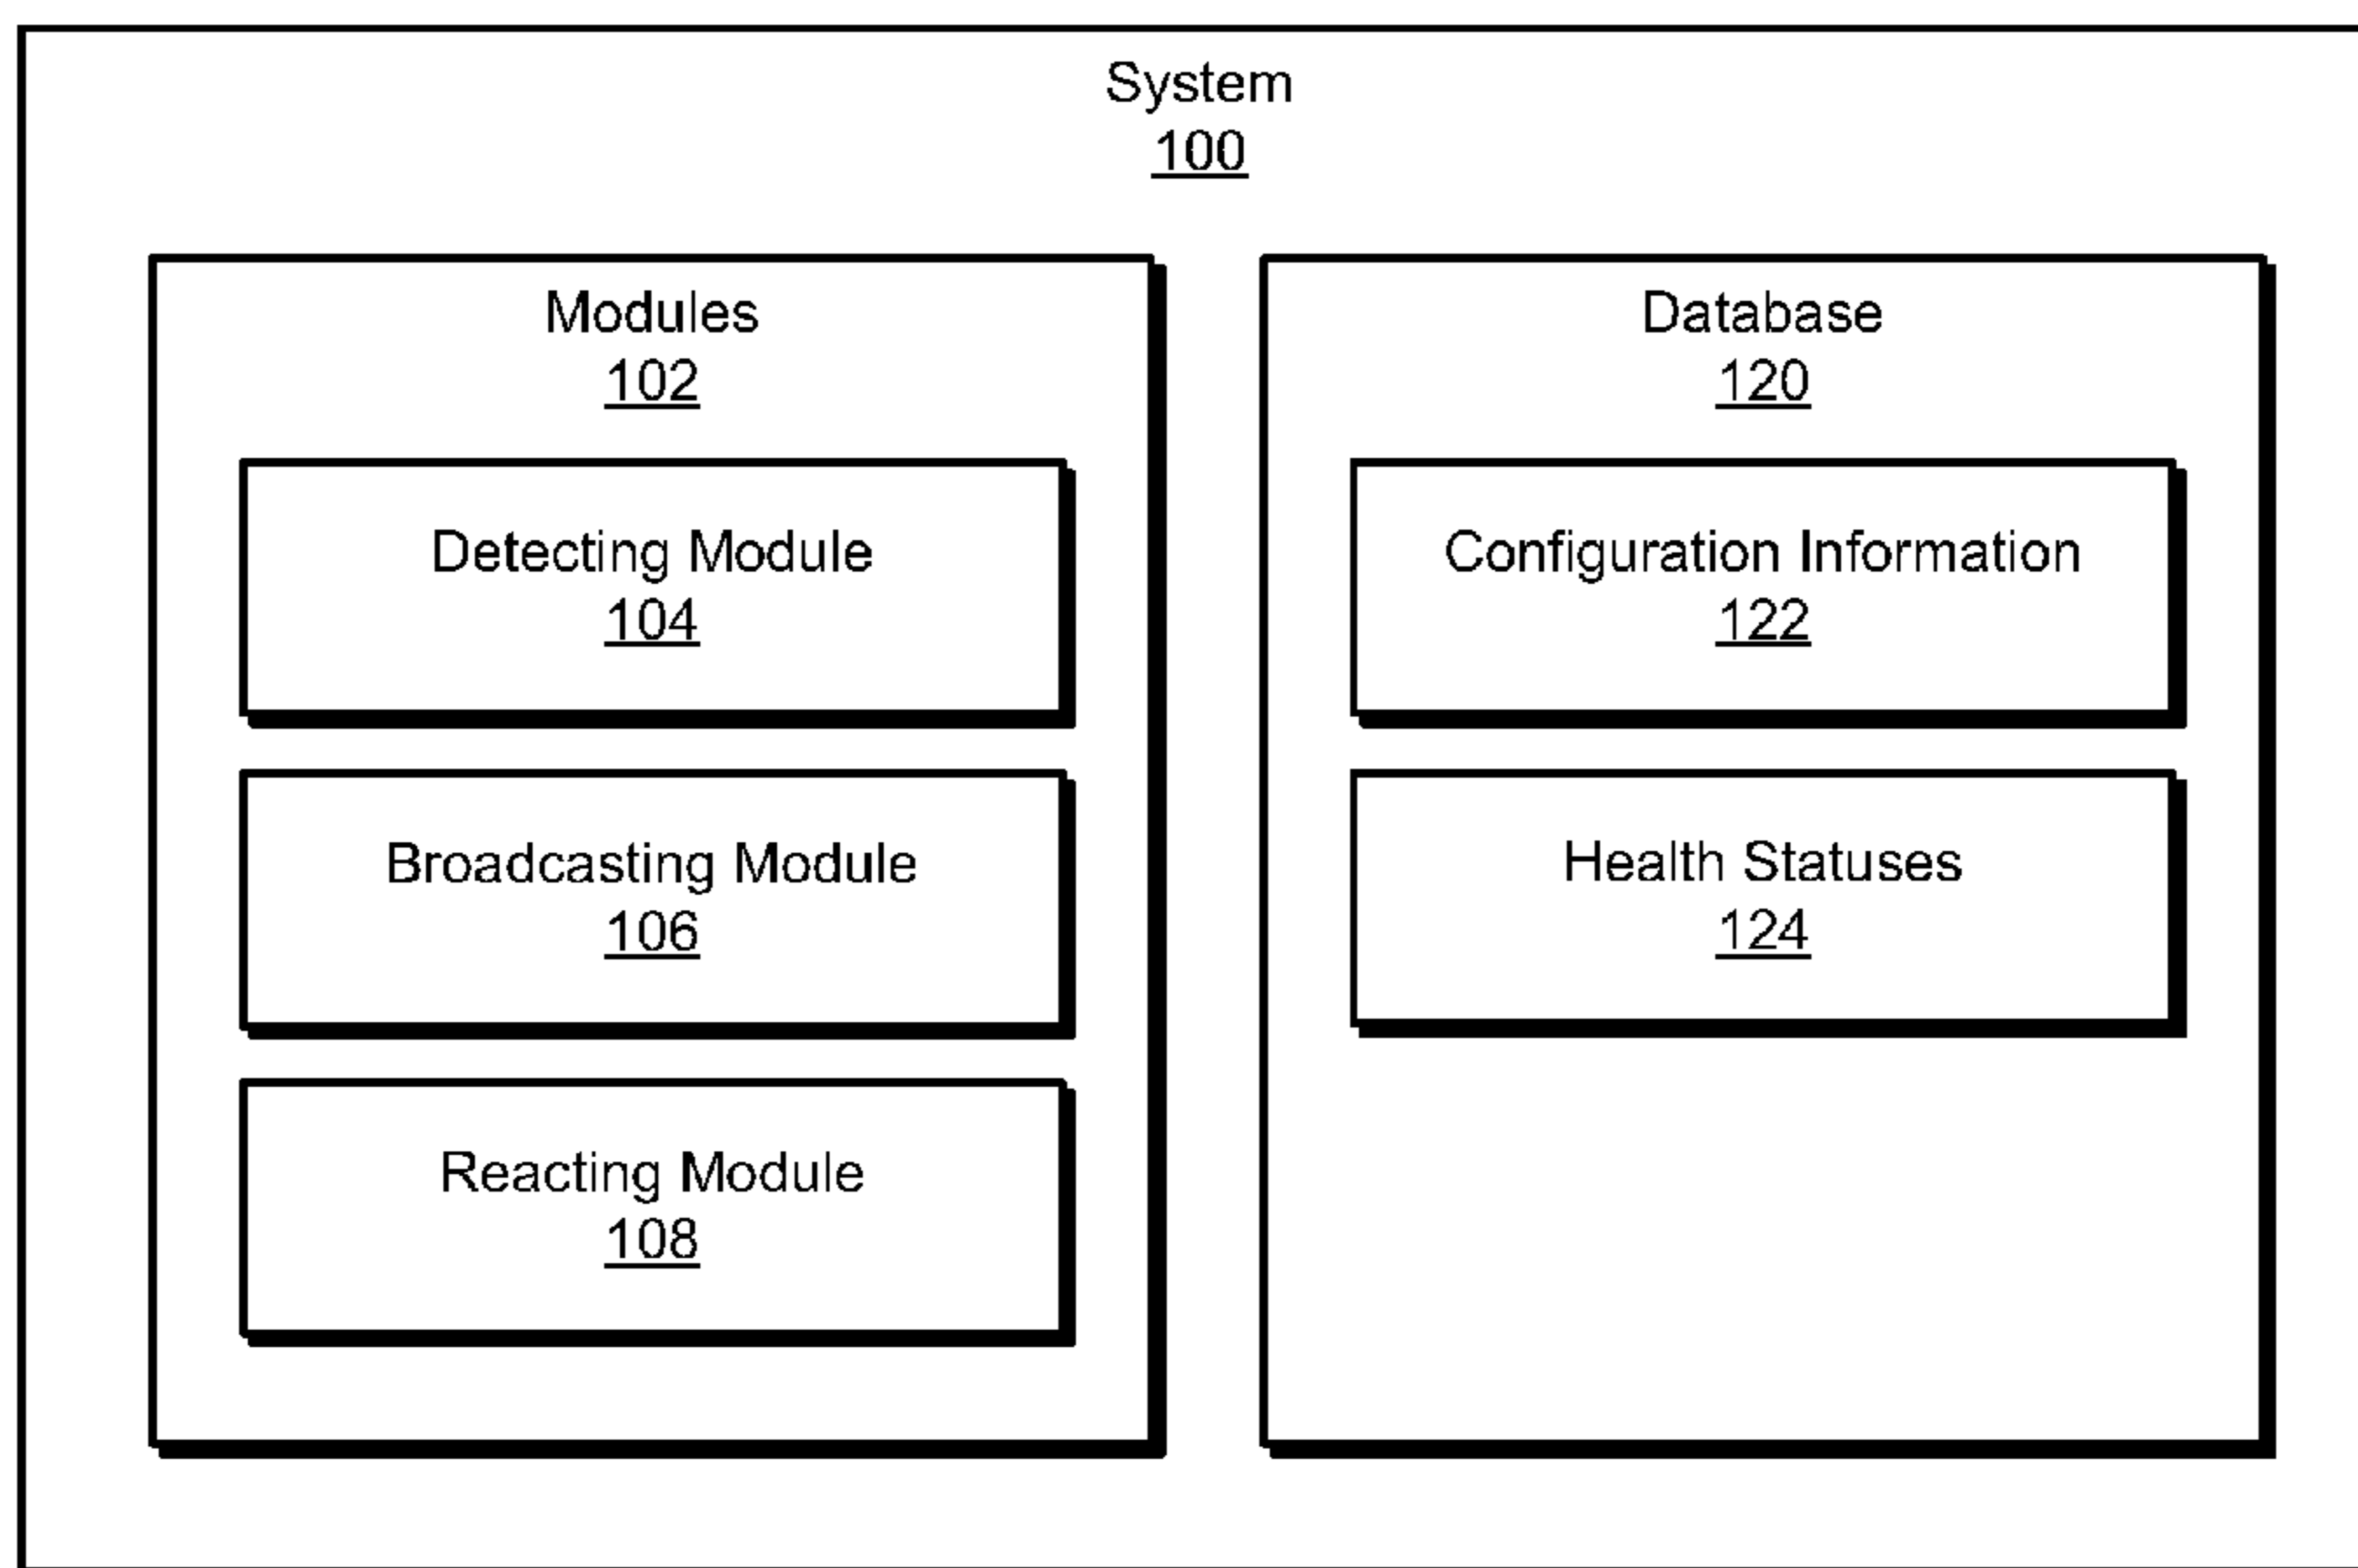 System
100
Modules
102
Detecting Module
104
Broadcasting Module
106
Reacting Module
108
Database
120
Configuration Information
122
Health Statuses
124